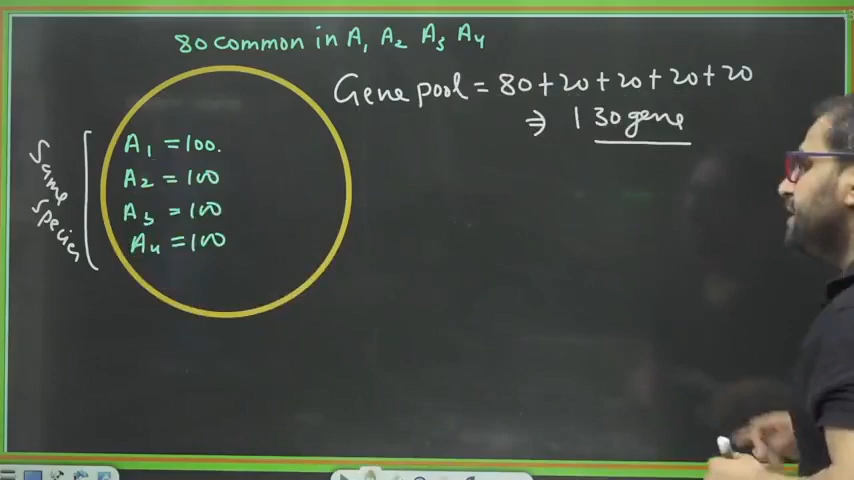 80 common in A1 A2 A3 A4
Gene pool = 80+20+20+20+20
⇒ 130 gene
Same species
A1 = 100.
A2 = 100
A3 = 100
A4 = 100